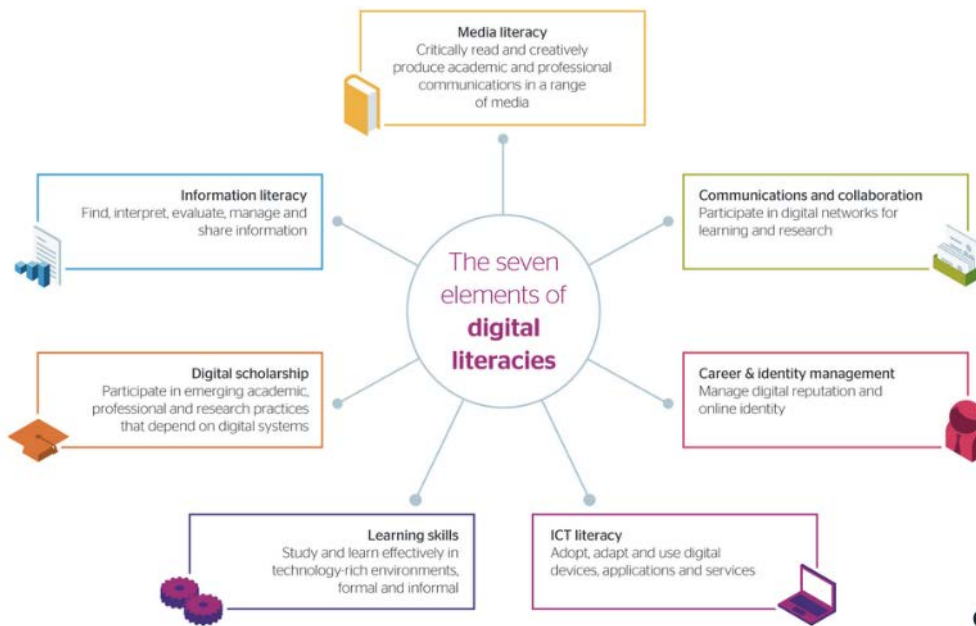 Media literacy
Critically read and creatively
produce academic and professional
communications in a range
of media
Information literacy
Find, interpret, evaluate, manage and
share information
Communications and collaboration
Participate in digital networks for
learning and research
The seven
elements of
digital
literacies
Digital scholarship
Participate in emerging academic,
professional and research practices
that depend on digital systems
Career & identity management
Manage digital reputation and
online identity
Learning skills
Study and learn effectively in
technology-rich environments,
formal and informal
ICT literacy
Adopt, adapt and use digital
devices, applications and services